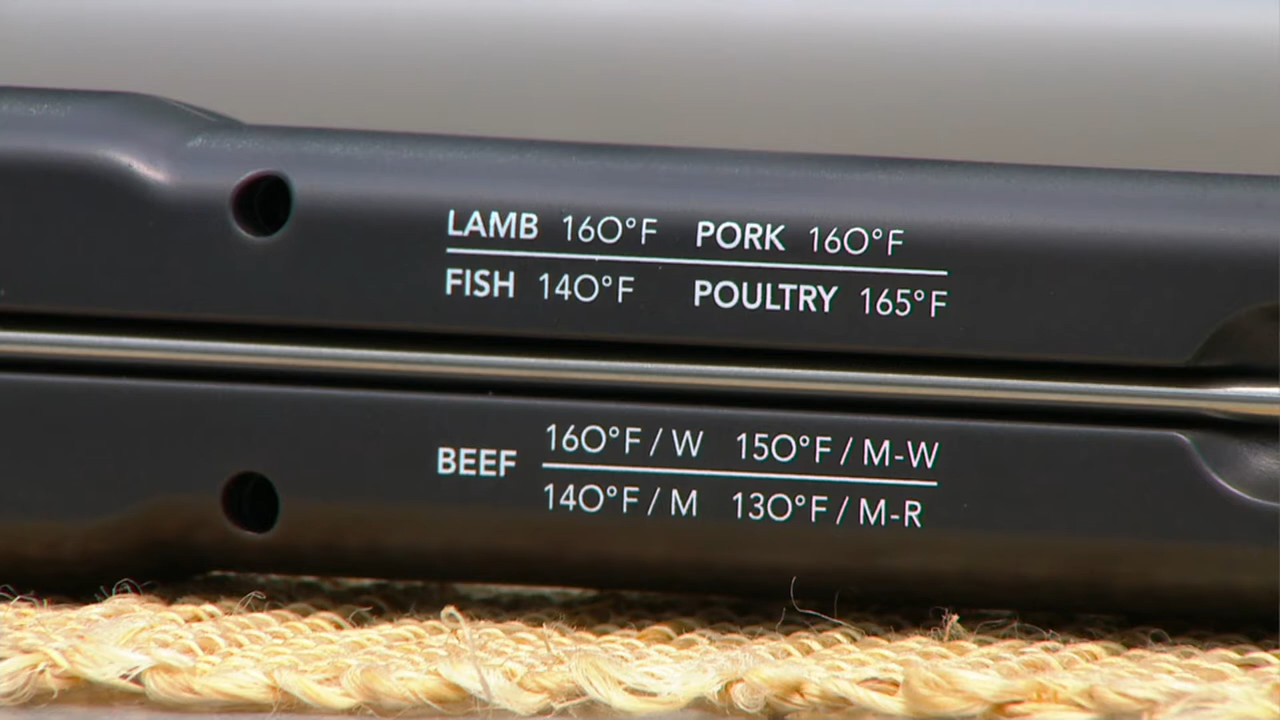 LAMB 160°F PORK 160°F
FISH 140°F POULTRY 165°F
BEEF 160°F / W 150°F / M-W
140°F / M 130°F / M-R